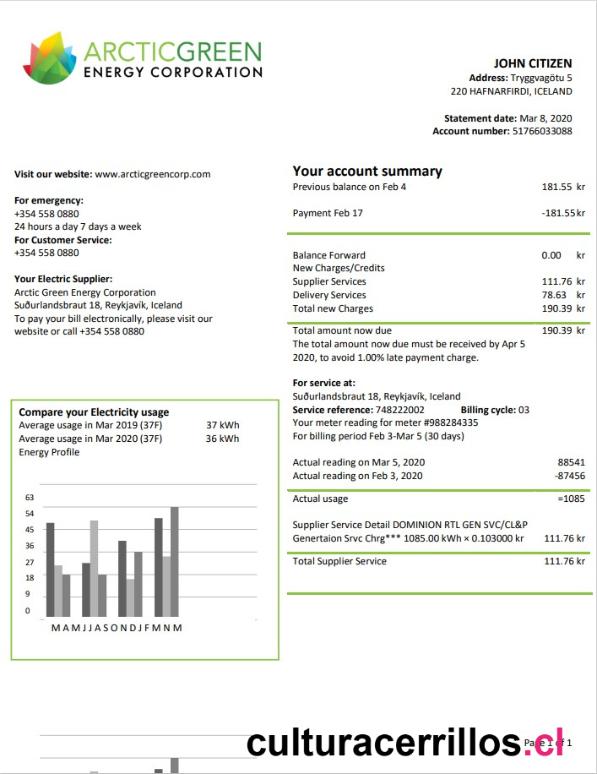 ARCTICGREEN
ENERGY CORPORATION
JOHN CITIZEN
Address: Tryggvagötu 5
220 HAFNARFIRDI, ICELAND
Statement date: Mar 8, 2020
Account number: 51766033088
Visit our website: www.arcticgreencorp.com
For emergency:
+354 558 0880
24 hours a day 7 days a week
For Customer Service:
+354 558 0880
Your Electric Supplier:
Arctic Green Energy Corporation
Suðurlandsbraut 18, Reykjavík, Iceland
To pay your bill electronically, please visit our
website or call +354 558 0880
Compare your Electricity usage
Average usage in Mar 2019 (37F) 37 kWh
Average usage in Mar 2020 (37F) 36 kWh
Energy Profile
63
54
45
36
27
18
9
0
M A M J J A S O N D J F M N M
Your account summary
Previous balance on Feb 4 181.55 kr
Payment Feb 17 -181.55 kr
Balance Forward 0.00 kr
New Charges/Credits
Supplier Services 111.76 kr
Delivery Services 78.63 kr
Total new Charges 190.39 kr
Total amount now due 190.39 kr
The total amount now due must be received by Apr 5
2020, to avoid 1.00% late payment charge.
For service at:
Suðurlandsbraut 18, Reykjavík, Iceland
Service reference: 748222002 Billing cycle: 03
Your meter reading for meter #988284335
For billing period Feb 3-Mar 5 (30 days)
Actual reading on Mar 5, 2020 88541
Actual reading on Feb 3, 2020 -87456
Actual usage =1085
Supplier Service Detail DOMINION RTL GEN SVC/CL&P
Genertaion Srvc Chrg*** 1085.00 kWh × 0.103000 kr 111.76 kr
Total Supplier Service 111.76 kr
Page 1 of 1
culturacerrillos.cl